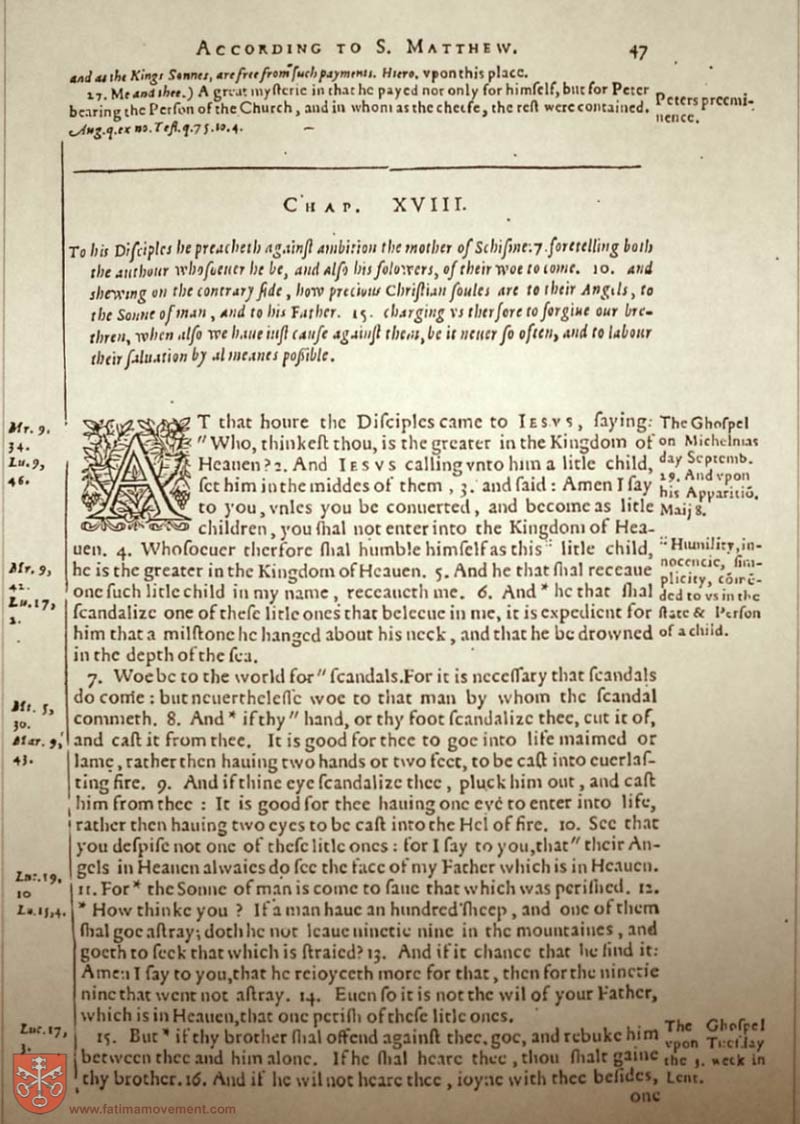 ACCORDING TO S. MATTHEW. 47
and as the Kings Sonnes, are free from ſuch payments. Hiero. vpon this place.
27. Me and thee.) A great myſterie in that he payed not only for himſelf, but for Peter
bearing the Perſon of the Church, and in whom as the cheefe, the reſt were contained.
Aug. q. ex no. Teſt. q. 75. to. 4.
Peters preemi-
nence.
CHAP. XVIII.
To his Diſciples he preacheth againſt ambition the mother of Schiſme: 7. foretelling both
the authour whoſoeuer he be, and alſo his folowers, of their woe to come. 10. and
shewing on the contrary ſide, how precious Chriſtian ſoules are to their Angels, to
the Sonne of man, and to his Father. 15. charging vs therfore to forgiue our bre-
thren, when alſo we haue iuſt cauſe againſt them, be it neuer ſo often, and to labour
their ſaluation by al meanes poſsible.
Mr. 9,
34.
Lu. 9,
46.
AT that houre the Diſciples came to IESVS, ſaying:
"Who, thinkeſt thou, is the greater in the Kingdom of
Heauen? 2. And IESVS calling vnto him a litle child,
ſet him in the middes of them, 3. and ſaid: Amen I ſay
to you, vnles you be conuerted, and become as litle
children, you ſhal not enter into the Kingdom of Hea-
uen. 4. Whoſoeuer therfore ſhal humble himſelf as this " litle child,
he is the greater in the Kingdom of Heauen. 5. And he that ſhal receaue
one ſuch litle child in my name, receaueth me. 6. And * he that ſhal
ſcandalize one of theſe litle ones that beleeue in me, it is expedient for
him that a milſtone he hanged about his neck, and that he be drowned
in the depth of the ſea.
The Ghoſpel
on Michelmas
day Septemb.
29. And vpon
his Apparitiõ.
Maij 8.
" Humility, in-
nocencie, ſim-
plicity,
ded to vs in the
ſtate & Perſon
of a child.
Mr. 9,
42.
Lu. 17,
2.
7. Woe be to the world for " ſcandals. For it is neceſſary that ſcandals
do come: but neuertheleſſe woe to that man by whom the ſcandal
commeth. 8. And * if thy " hand, or thy foot ſcandalize thee, cut it of,
and caſt it from thee. It is good for thee to goe into life maimed or
lame, rather then hauing two hands or two feet, to be caſt into euerlaſ-
ting fire. 9. And if thine eye ſcandalize thee, pluck him out, and caſt
him from thee: It is good for thee hauing one eye to enter into life,
rather then hauing two eyes to be caſt into the Hel of fire. 10. See that
you deſpiſe not one of theſe litle ones: for I ſay to you, that " their An-
gels in Heauen alwaies do ſee the face of my Father which is in Heauen.
11. For * the Sonne of man is come to ſaue that which was periſhed. 12.
* How thinke you? If a man haue an hundred ſheep, and one of them
ſhal goe aſtray; doth he not leaue ninetie nine in the mountaines, and
goeth to ſeek that which is ſtraied? 13. And if it chance that he find it:
Amen I ſay to you, that he reioyceth more for that, then for the ninetie
nine that went not aſtray. 14. Euen ſo it is not the wil of your Father,
which is in Heauen, that one periſh of theſe litle ones.
Mt. 5,
30.
Mar. 9,
43.
Luc. 19,
10
Lu. 15,4.
15. But * if thy brother ſhal offend againſt thee, goe, and rebuke him
between thee and him alone. If he ſhal heare thee, thou ſhalt gaine
thy brother. 16. And if he wil not heare thee, ioyne with thee beſides,
one
Luc. 17,
3.
The Ghoſpel
vpon Tueſday
the 3. week in
Lent.
www.fatimamovement.com